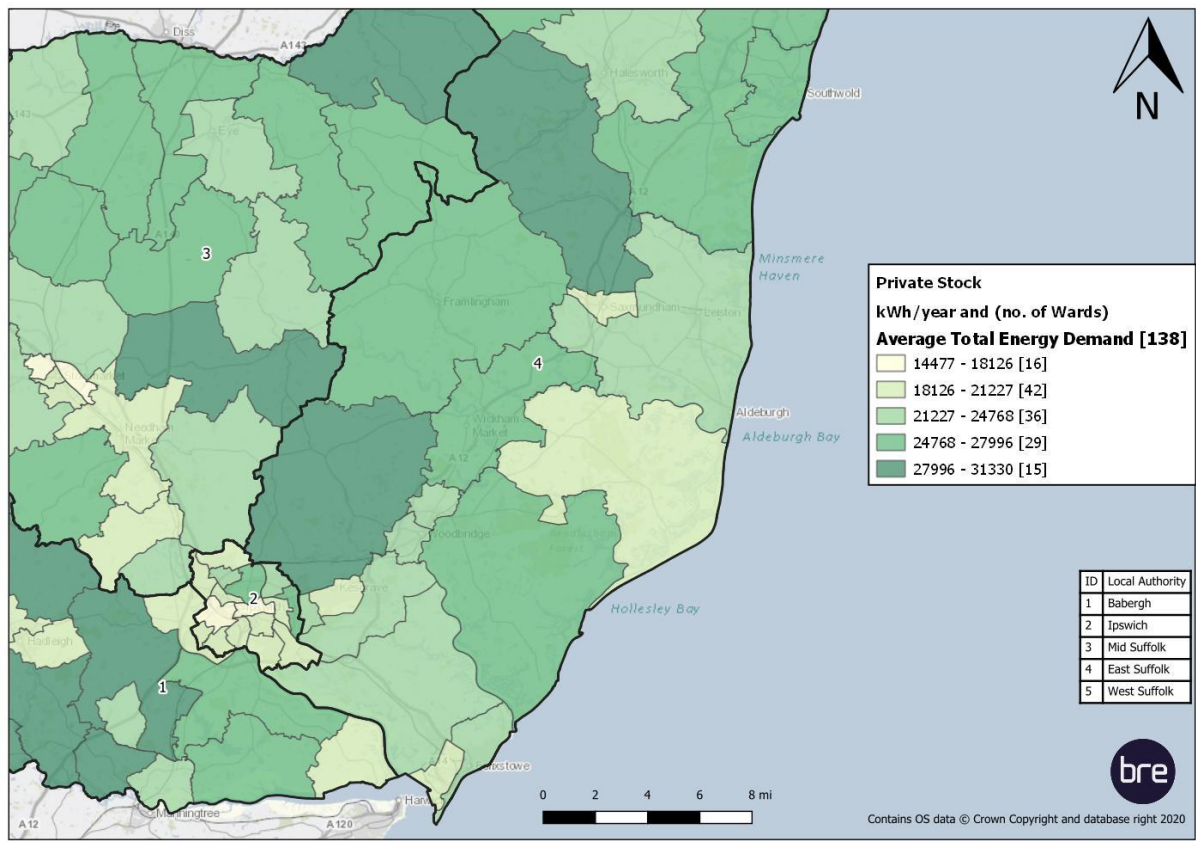 Diss
A143
Halesworth
Southwold
N
A143
Eye
A12
A140
3
Minsmere
Haven
Private Stock
kWh/year and (no. of Wards)
Average Total Energy Demand [138]
14477 - 18126 [16]
18126 - 21227 [42]
21227 - 24768 [36]
24768 - 27996 [29]
27996 - 31330 [15]
Framlingham
Saxmundham
Leiston
4
Aldeburgh
Aldeburgh Bay
Wickham
Market
Needham
Market
A12
Woodbridge
Forest
Kesgrave
2
Hollesley Bay
Hadleigh
1
ID Local Authority
1 Babergh
2 Ipswich
3 Mid Suffolk
4 East Suffolk
5 West Suffolk
Felixstowe
bre
0 2 4 6 8 mi
Manningtree
A12
A120
Contains OS data © Crown Copyright and database right 2020